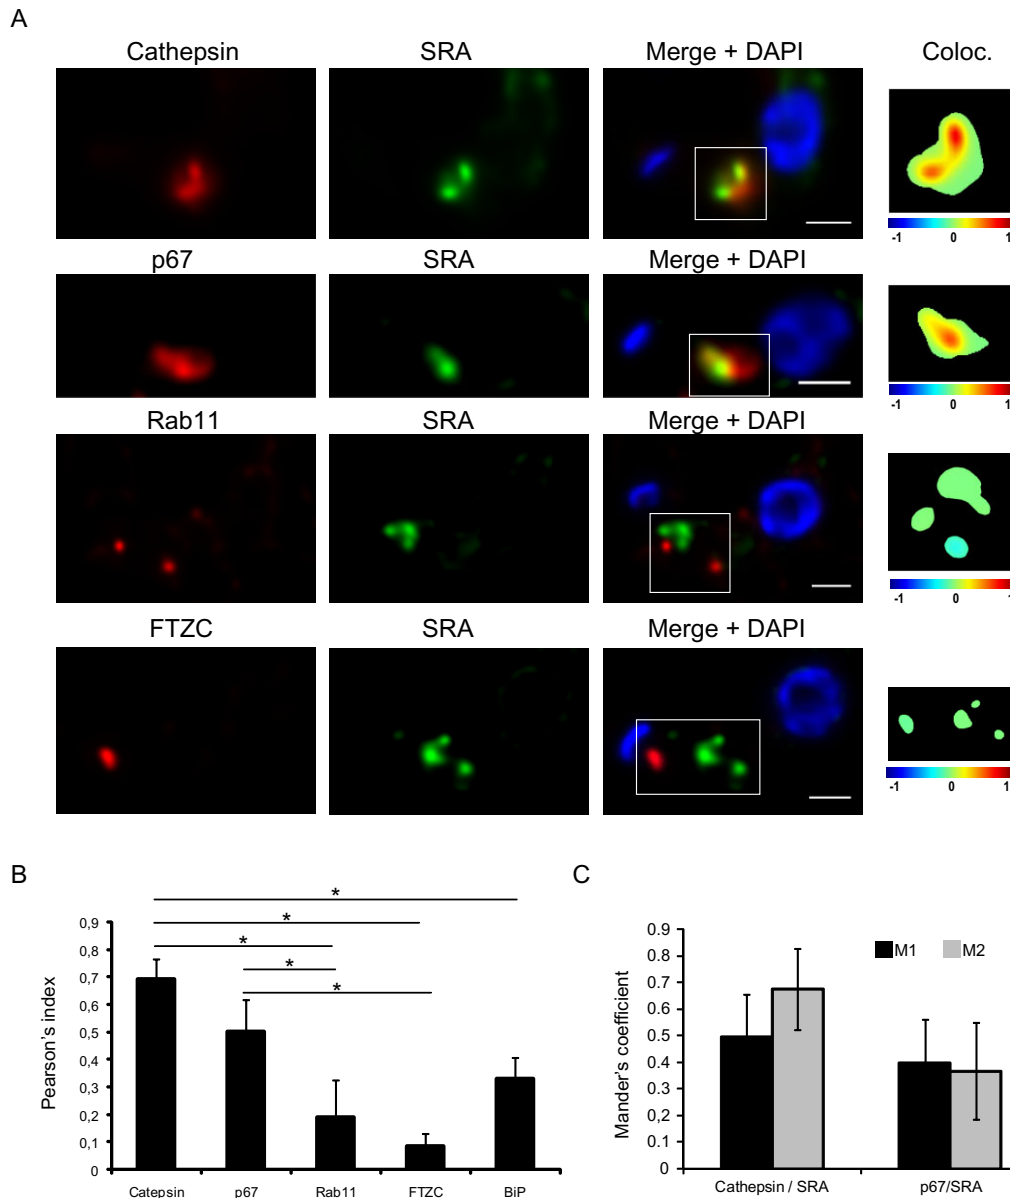 A
Cathepsin SRA Merge + DAPI Coloc.
-1 0 1
p67 SRA Merge + DAPI
-1 0 1
Rab11 SRA Merge + DAPI
-1 0 1
FTZC SRA Merge + DAPI
-1 0 1
B
Pearson's index
0,9
0,8
0,7
0,6
0,5
0,4
0,3
0,2
0,1
0
*
*
*
*
*
Catepsin p67 Rab11 FTZC BiP
C
Mander's coefficient
0.9
0.8
0.7
0.6
0.5
0.4
0.3
0,2
0.1
0
M1 M2
Cathepsin / SRA p67/SRA